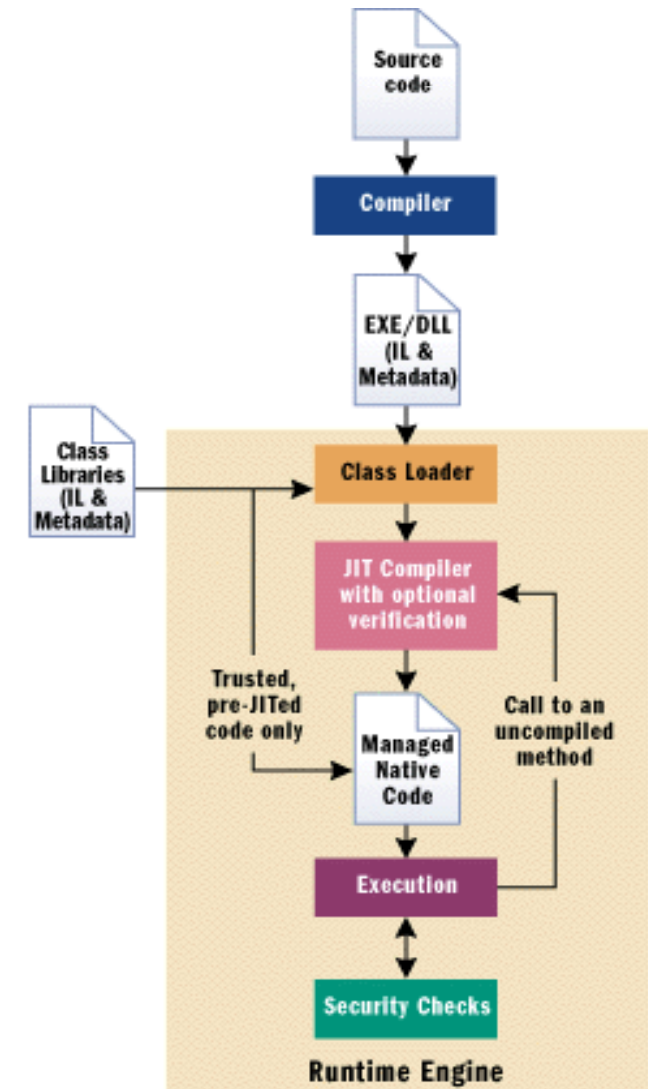 Source
code
Compiler
EXE/DLL
(IL &
Metadata)
Class
Libraries
(IL &
Metadata)
Class Loader
JIT Compiler
with optional
verification
Trusted,
pre-JITed
code only
Managed
Native
Code
Call to an
uncompiled
method
Execution
Security Checks
Runtime Engine